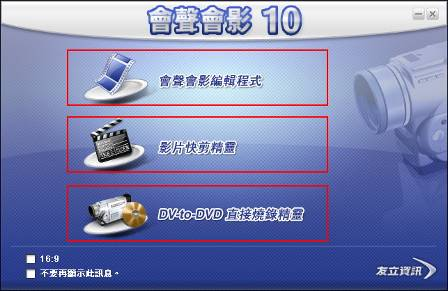 會聲會影 10
會聲會影編輯程式
影片快剪精靈
DV-to-DVD 直接燒錄精靈
16:9
不要再顯示此訊息。
友立資訊